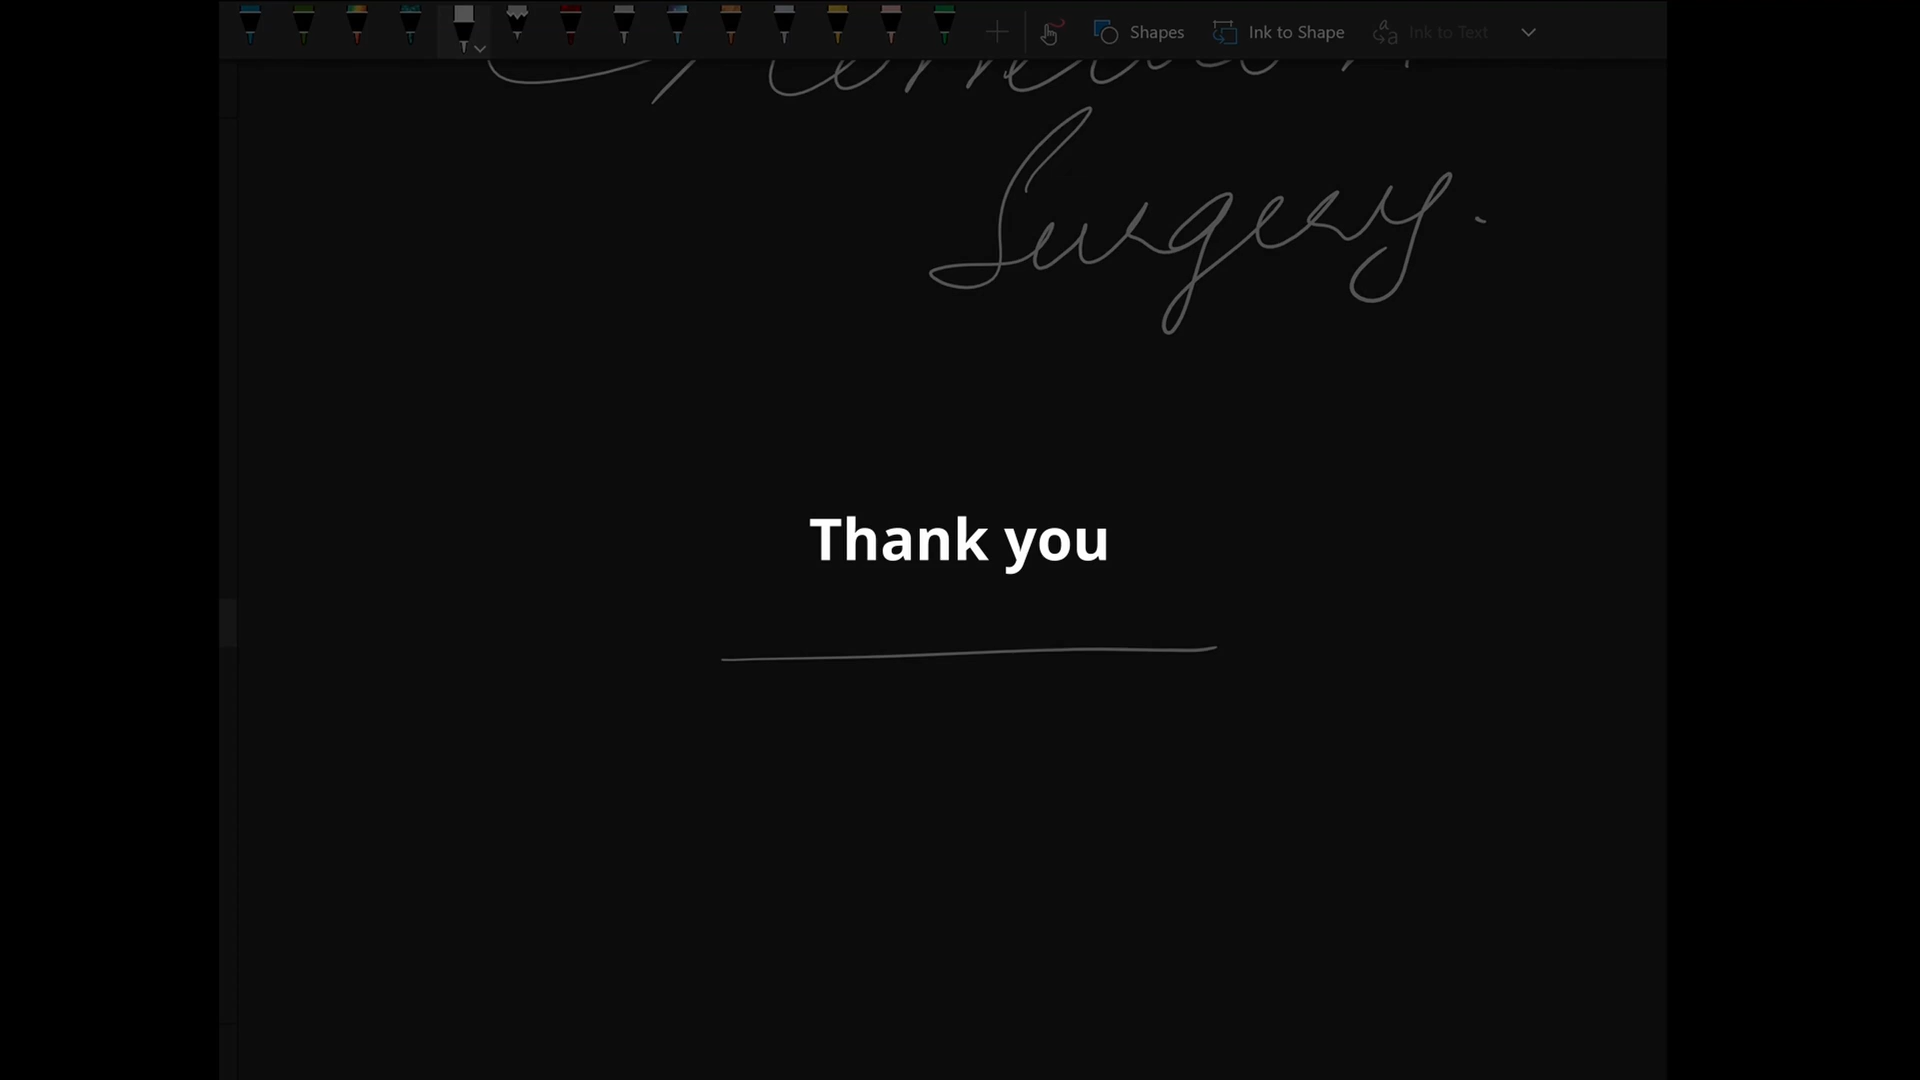 Shapes Ink to Shape Ink to Text
Surgery.
Thank you